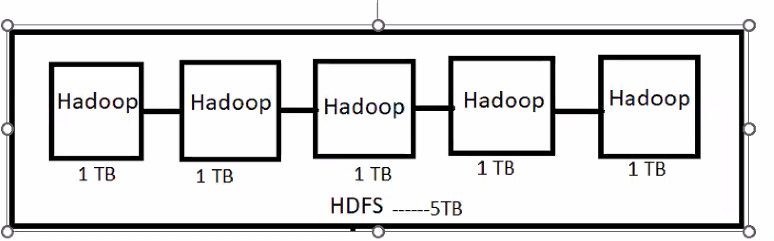 Hadoop Hadoop Hadoop Hadoop Hadoop
1 TB 1 TB 1 TB 1 TB 1 TB
HDFS ------5TB